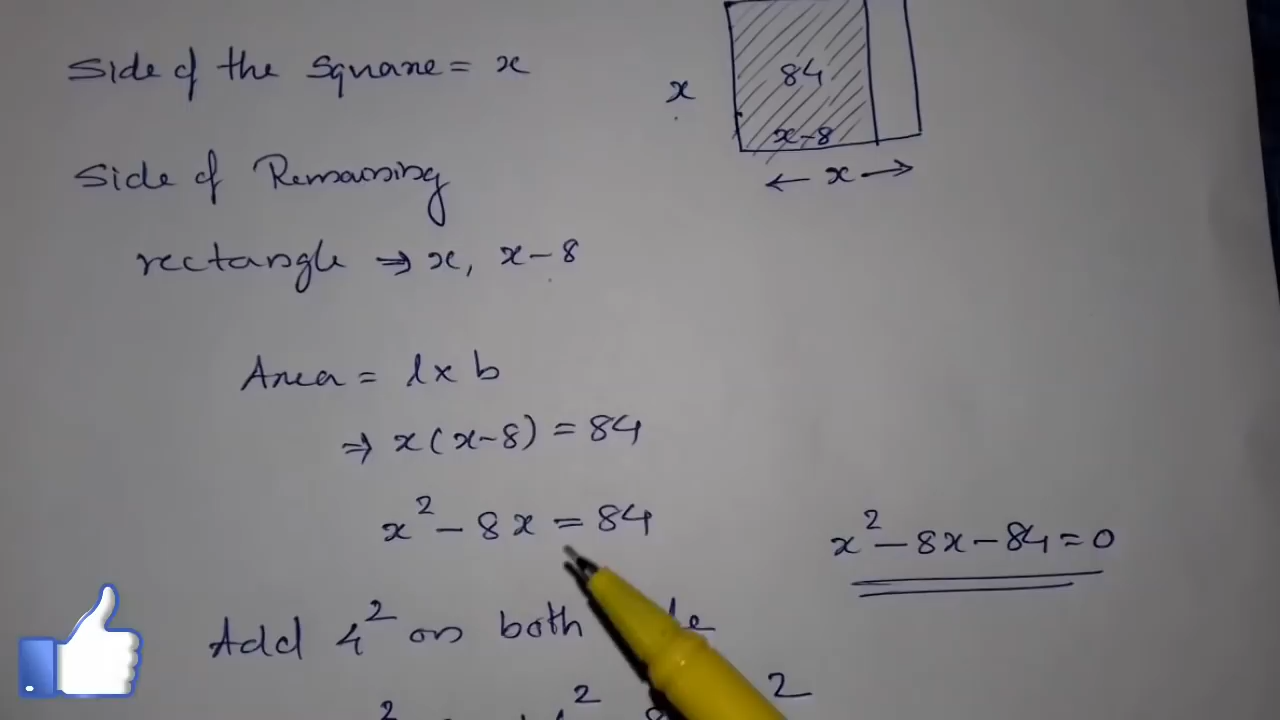 Side of the Square = x
84
x
x-8
x
Side of Remaining
rectangle ⇒ x, x-8
Area = l x b
⇒ x(x-8) = 84
x² - 8x = 84
x² - 8x - 84 = 0
Add 4² on both